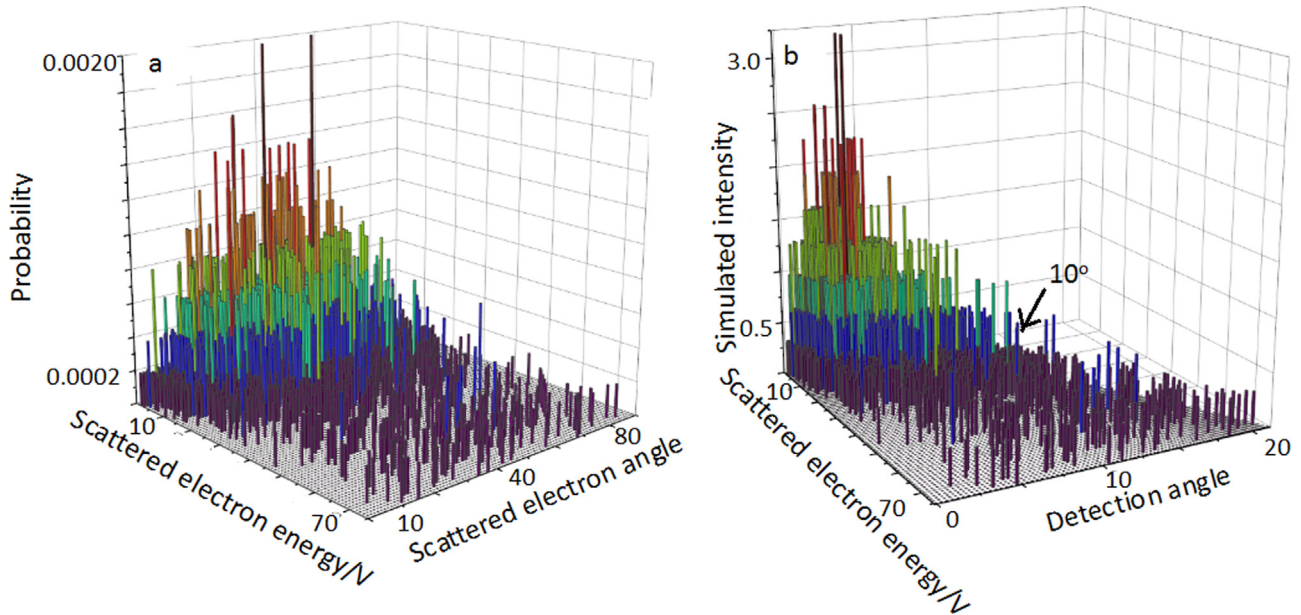 a
0.0020
Probability
0.0002
10
70
Scattered electron energy/V
10
40
80
Scattered electron angle
b
3.0
Simulated intensity
0.5
10°
10
70
Scattered electron energy/V
0
10
20
Detection angle